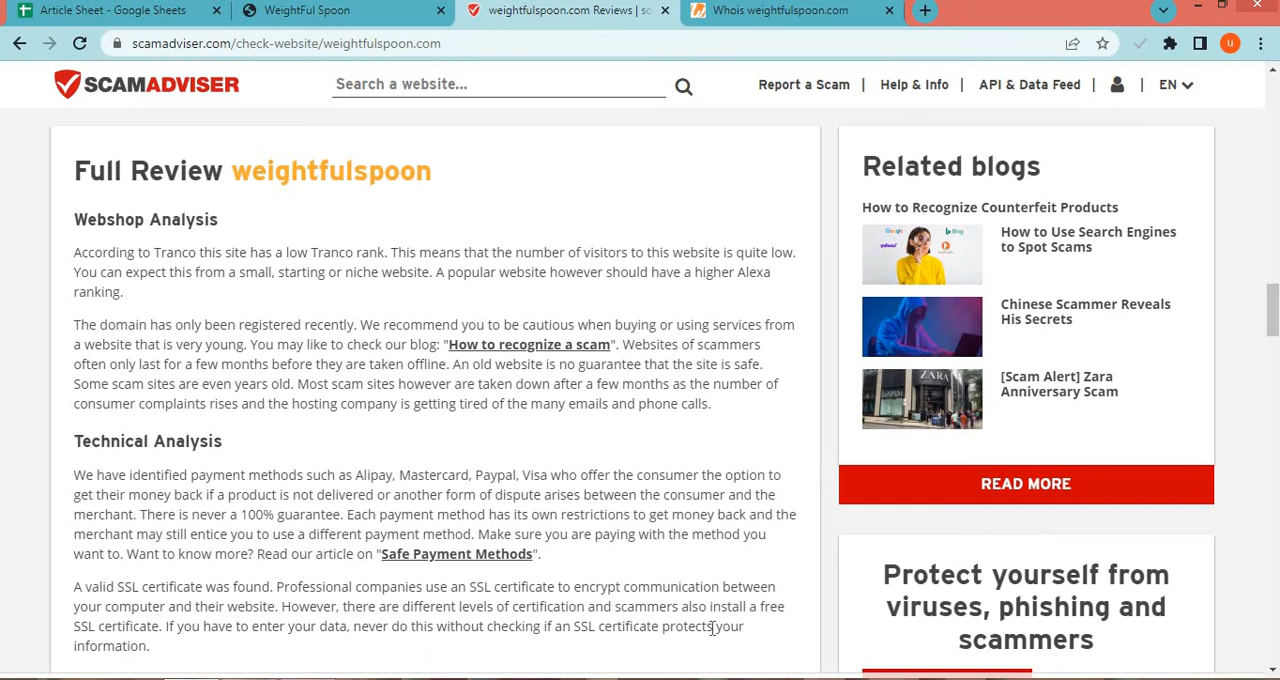 Article Sheet - Google Sheets
WeightFul Spoon
weightfulspoon.com Reviews | sc
Whois weightfulspoon.com
scamadviser.com/check-website/weightfulspoon.com
u
SCAMADVISER
Search a website...
Report a Scam | Help & Info | API & Data Feed | | EN
Full Review weightfulspoon
Webshop Analysis
According to Tranco this site has a low Tranco rank. This means that the number of visitors to this website is quite low.
You can expect this from a small, starting or niche website. A popular website however should have a higher Alexa
ranking.
The domain has only been registered recently. We recommend you to be cautious when buying or using services from
a website that is very young. You may like to check our blog: "How to recognize a scam". Websites of scammers
often only last for a few months before they are taken offline. An old website is no guarantee that the site is safe.
Some scam sites are even years old. Most scam sites however are taken down after a few months as the number of
consumer complaints rises and the hosting company is getting tired of the many emails and phone calls.
Technical Analysis
We have identified payment methods such as Alipay, Mastercard, Paypal, Visa who offer the consumer the option to
get their money back if a product is not delivered or another form of dispute arises between the consumer and the
merchant. There is never a 100% guarantee. Each payment method has its own restrictions to get money back and the
merchant may still entice you to use a different payment method. Make sure you are paying with the method you
want to. Want to know more? Read our article on "Safe Payment Methods".
A valid SSL certificate was found. Professional companies use an SSL certificate to encrypt communication between
your computer and their website. However, there are different levels of certification and scammers also install a free
SSL certificate. If you have to enter your data, never do this without checking if an SSL certificate protects your
information.
Related blogs
How to Recognize Counterfeit Products
Google
Bing
yahoo!
How to Use Search Engines
to Spot Scams
Chinese Scammer Reveals
His Secrets
ZARA
[Scam Alert] Zara
Anniversary Scam
READ MORE
Protect yourself from
viruses, phishing and
scammers